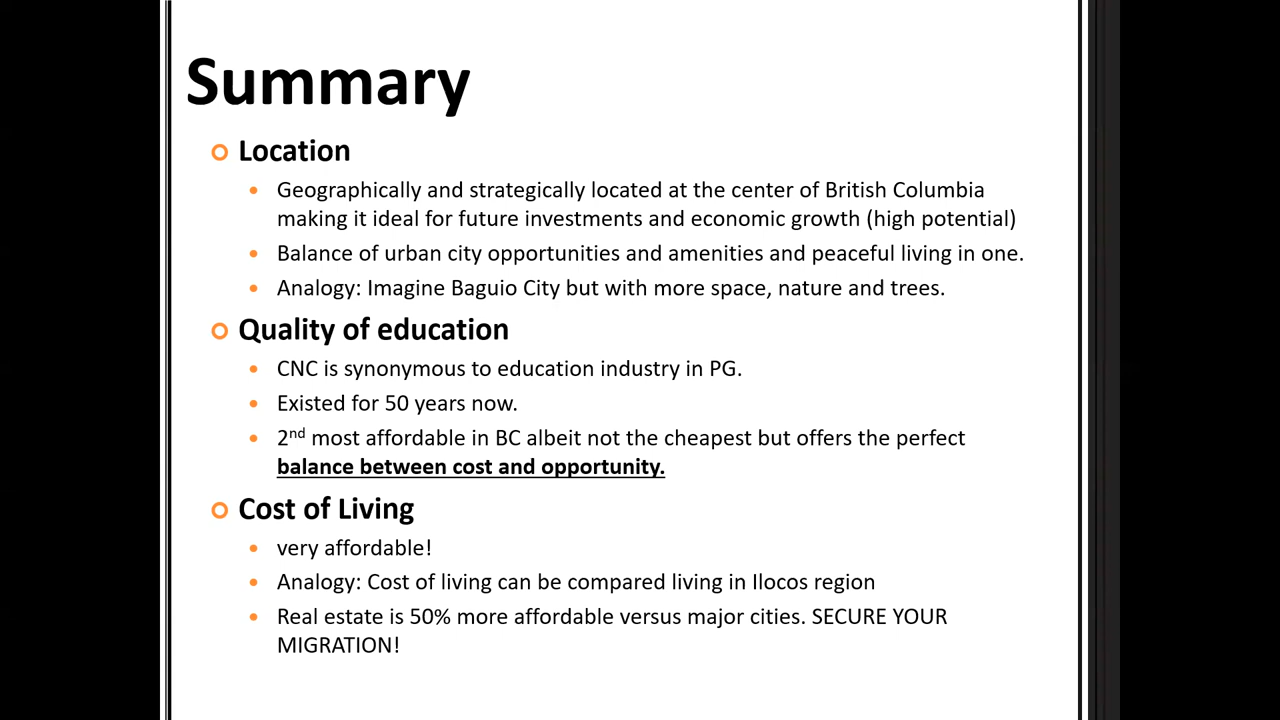 Summary
Location
Geographically and strategically located at the center of British Columbia
making it ideal for future investments and economic growth (high potential)
Balance of urban city opportunities and amenities and peaceful living in one.
Analogy: Imagine Baguio City but with more space, nature and trees.
Quality of education
CNC is synonymous to education industry in PG.
Existed for 50 years now.
2nd most affordable in BC albeit not the cheapest but offers the perfect
balance between cost and opportunity.
Cost of Living
very affordable!
Analogy: Cost of living can be compared living in Ilocos region
Real estate is 50% more affordable versus major cities. SECURE YOUR
MIGRATION!